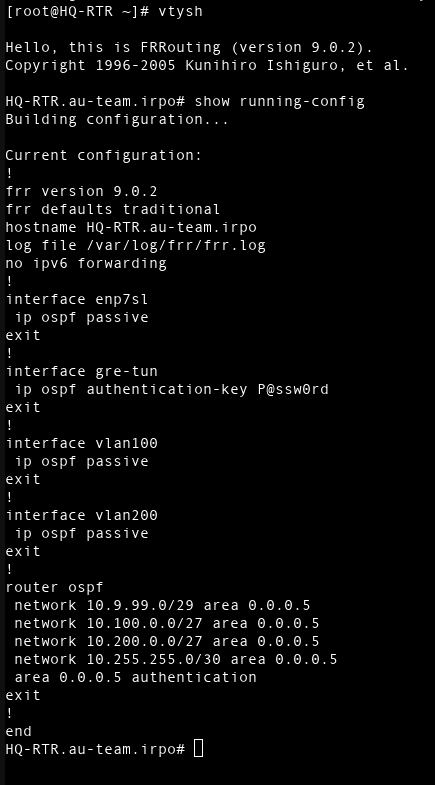 [root@HQ-RTR ~]# vtysh
Hello, this is FRRouting (version 9.0.2).
Copyright 1996-2005 Kunihiro Ishiguro, et al.
HQ-RTR.au-team.irpo# show running-config
Building configuration...
Current configuration:
!
frr version 9.0.2
frr defaults traditional
hostname HQ-RTR.au-team.irpo
log file /var/log/frr/frr.log
no ipv6 forwarding
!
interface enp7sl
 ip ospf passive
exit
!
interface gre-tun
 ip ospf authentication-key P@ssw0rd
exit
!
interface vlan100
 ip ospf passive
exit
!
interface vlan200
 ip ospf passive
exit
!
router ospf
 network 10.9.99.0/29 area 0.0.0.5
 network 10.100.0.0/27 area 0.0.0.5
 network 10.200.0.0/27 area 0.0.0.5
 network 10.255.255.0/30 area 0.0.0.5
 area 0.0.0.5 authentication
exit
!
end
HQ-RTR.au-team.irpo#